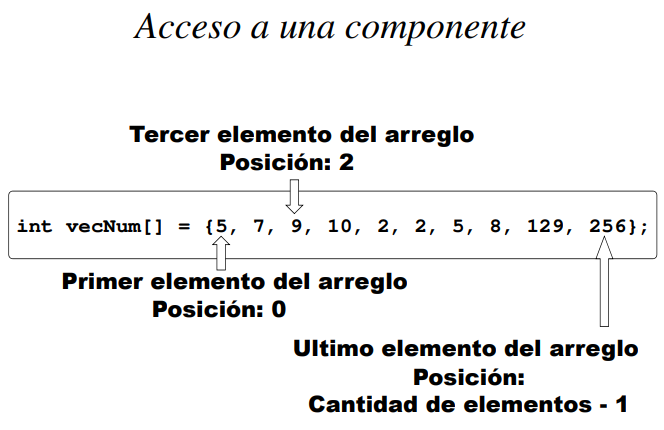 Acceso a una componente
Tercer elemento del arreglo
Posición: 2
int vecNum[] = {5, 7, 9, 10, 2, 2, 5, 8, 129, 256};
Primer elemento del arreglo
Posición: 0
Ultimo elemento del arreglo
Posición:
Cantidad de elementos - 1